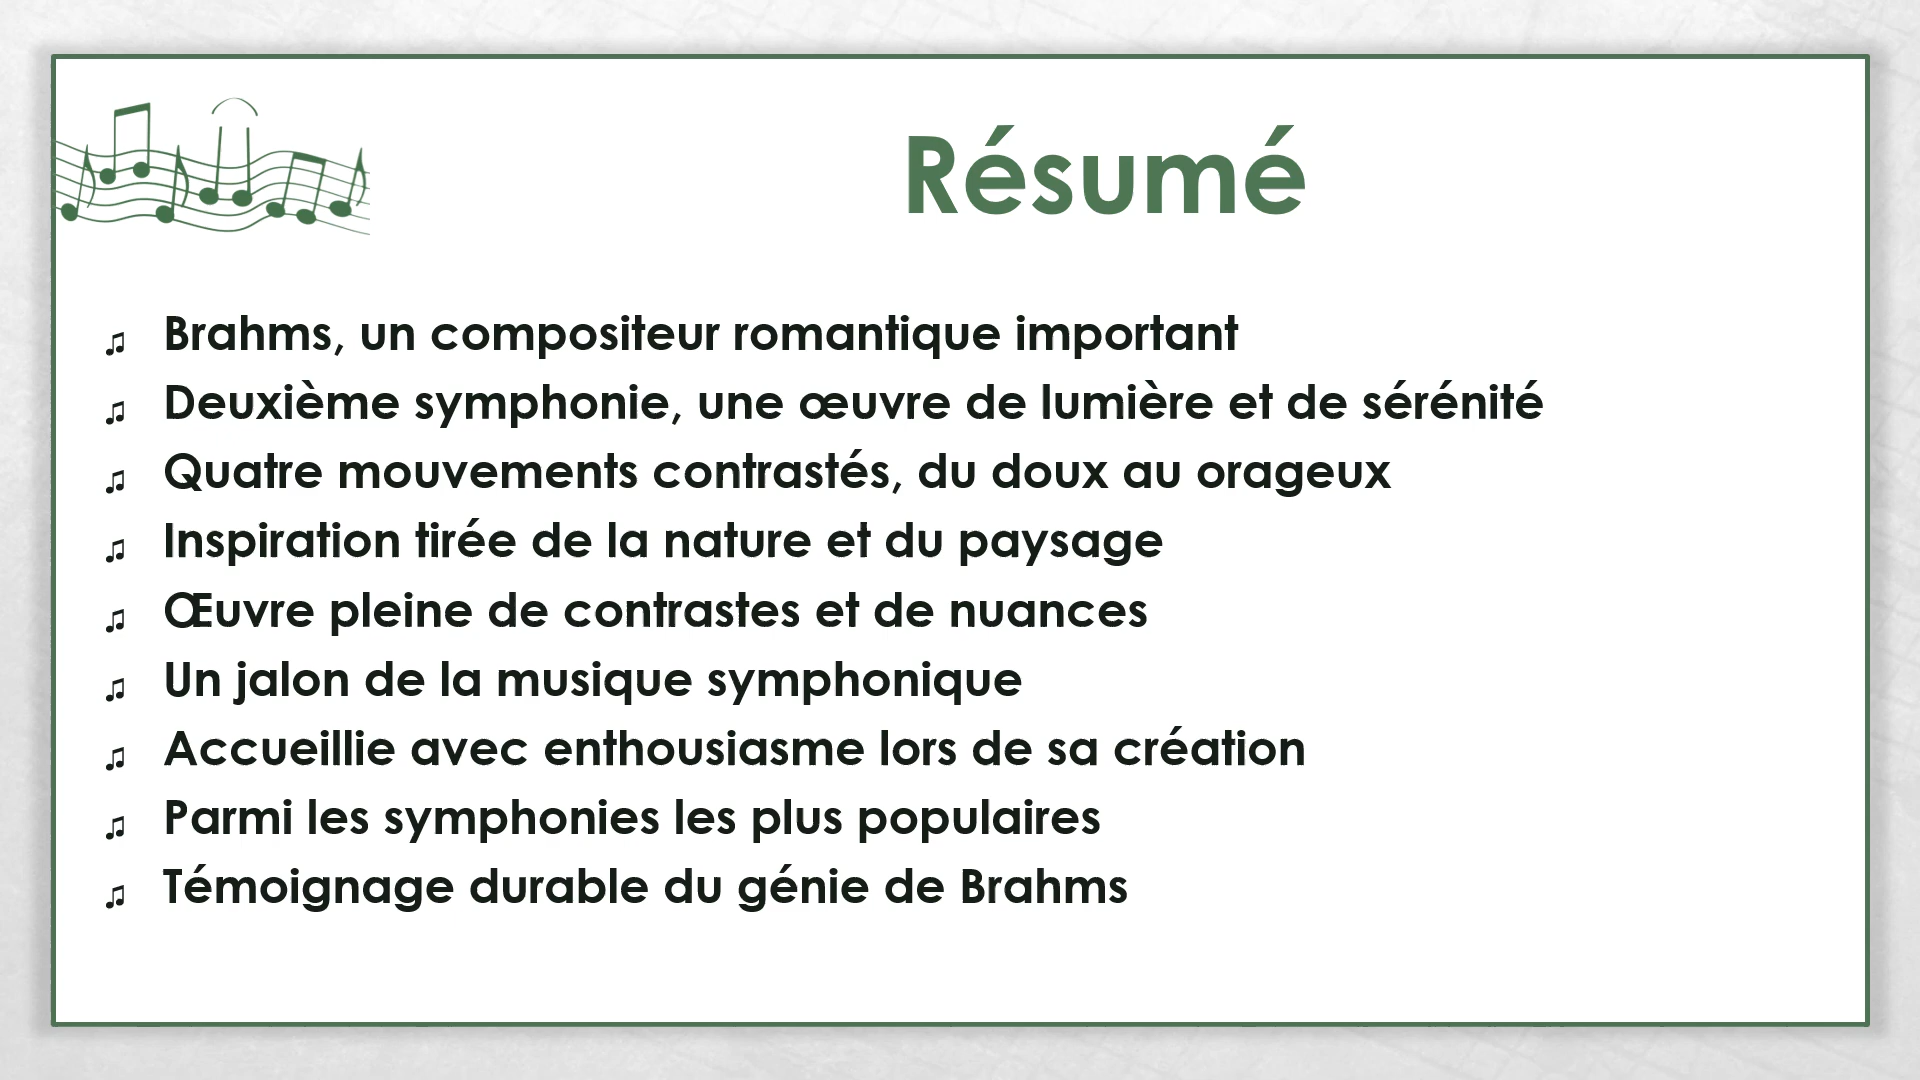 Résumé
♫ Brahms, un compositeur romantique important
♫ Deuxième symphonie, une œuvre de lumière et de sérénité
♫ Quatre mouvements contrastés, du doux au orageux
♫ Inspiration tirée de la nature et du paysage
♫ Œuvre pleine de contrastes et de nuances
♫ Un jalon de la musique symphonique
♫ Accueillie avec enthousiasme lors de sa création
♫ Parmi les symphonies les plus populaires
♫ Témoignage durable du génie de Brahms